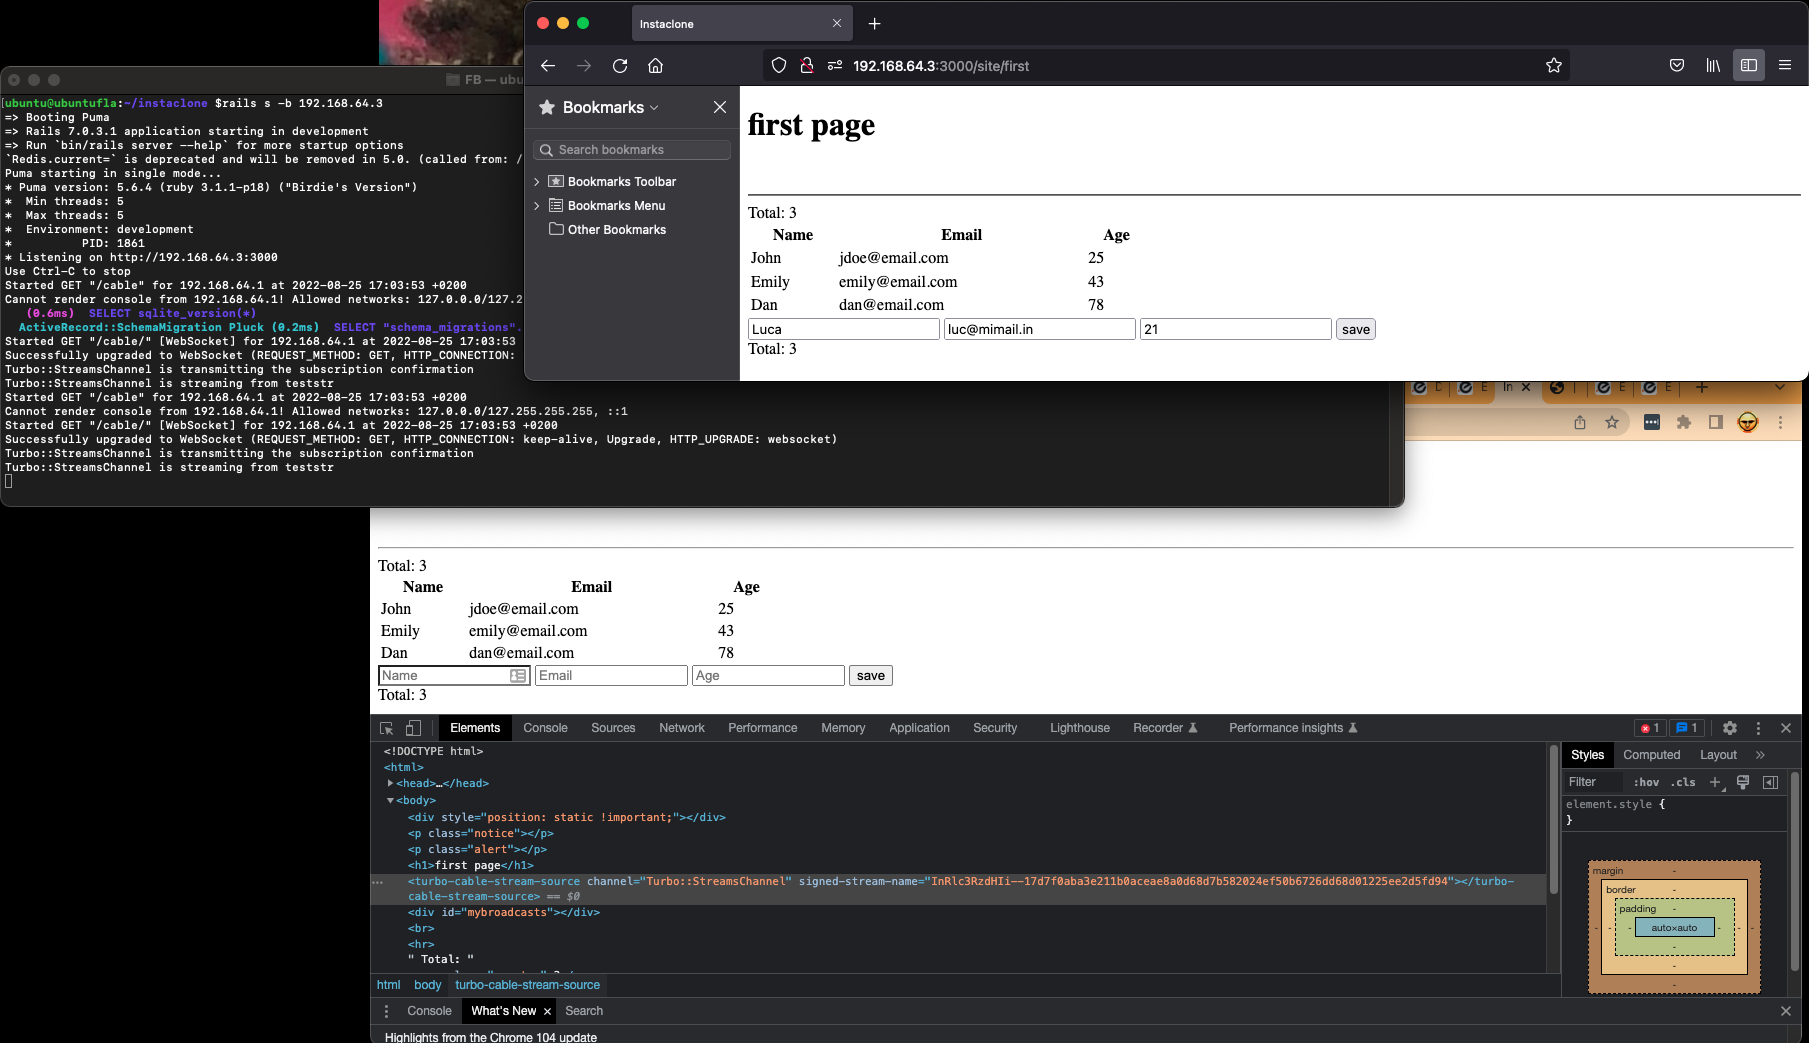 Instaclone
192.168.64.3:3000/site/first
Bookmarks
Search bookmarks
Bookmarks Toolbar
Bookmarks Menu
Other Bookmarks
first page
Total: 3
Name Email Age
John jdoe@email.com 25
Emily emily@email.com 43
Dan dan@email.com 78
Luca luc@mimail.in 21 save
Total: 3
FB — ubu
ubuntu@ubuntufla:~/instaclone $rails s -b 192.168.64.3
=> Booting Puma
=> Rails 7.0.3.1 application starting in development
=> Run `bin/rails server --help` for more startup options
`Redis.current=` is deprecated and will be removed in 5.0. (called from: /
Puma starting in single mode...
* Puma version: 5.6.4 (ruby 3.1.1-p18) ("Birdie's Version")
*  Min threads: 5
*  Max threads: 5
*  Environment: development
*          PID: 1861
* Listening on http://192.168.64.3:3000
Use Ctrl-C to stop
Started GET "/cable" for 192.168.64.1 at 2022-08-25 17:03:53 +0200
Cannot render console from 192.168.64.1! Allowed networks: 127.0.0.0/127.2
(0.6ms)  SELECT sqlite_version(*)
ActiveRecord::SchemaMigration Pluck (0.2ms)  SELECT "schema_migrations".
Started GET "/cable/" [WebSocket] for 192.168.64.1 at 2022-08-25 17:03:53
Successfully upgraded to WebSocket (REQUEST_METHOD: GET, HTTP_CONNECTION:
Turbo::StreamsChannel is transmitting the subscription confirmation
Turbo::StreamsChannel is streaming from teststr
Started GET "/cable" for 192.168.64.1 at 2022-08-25 17:03:53 +0200
Cannot render console from 192.168.64.1! Allowed networks: 127.0.0.0/127.255.255.255, ::1
Started GET "/cable/" [WebSocket] for 192.168.64.1 at 2022-08-25 17:03:53 +0200
Successfully upgraded to WebSocket (REQUEST_METHOD: GET, HTTP_CONNECTION: keep-alive, Upgrade, HTTP_UPGRADE: websocket)
Turbo::StreamsChannel is transmitting the subscription confirmation
Turbo::StreamsChannel is streaming from teststr
In
Total: 3
Name Email Age
John jdoe@email.com 25
Emily emily@email.com 43
Dan dan@email.com 78
Name Email Age save
Total: 3
Elements Console Sources Network Performance Memory Application Security Lighthouse Recorder Performance insights 1 1
<!DOCTYPE html>
<html>
<head>…</head>
<body>
<div style="position: static !important;"></div>
<p class="notice"></p>
<p class="alert"></p>
<h1>first page</h1>
<turbo-cable-stream-source channel="Turbo::StreamsChannel" signed-stream-name="InRlc3RzdHIi--17d7f0aba3e211b0aceae8a0d68d7b582024ef50b6726dd68d01225ee2d5fd94"></turbo-
cable-stream-source> == $0
<div id="mybroadcasts"></div>
<br>
<hr>
" Total: "
html body turbo-cable-stream-source
Styles Computed Layout »
Filter :hov .cls
element.style {
}
margin -
border -
padding -
- - - auto×auto - - -
-
-
-
Console What's New × Search
Highlights from the Chrome 104 update